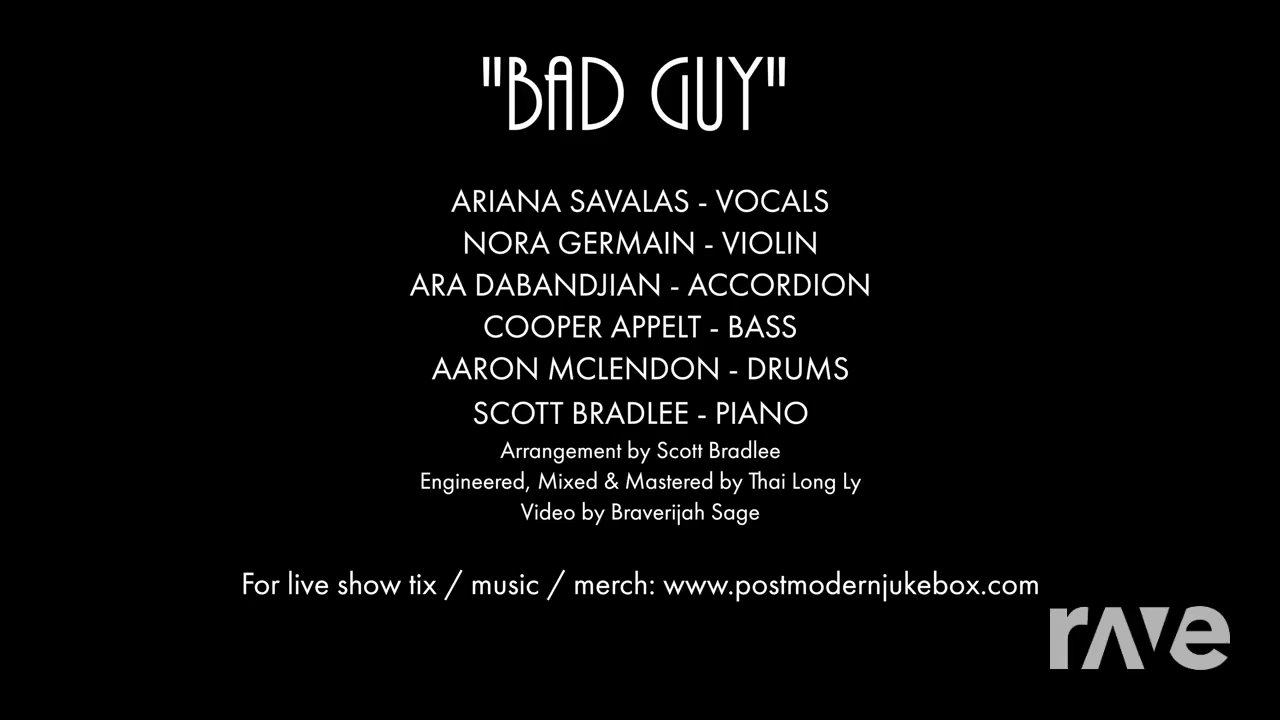 "BAD GUY"
ARIANA SAVALAS - VOCALS
NORA GERMAIN - VIOLIN
ARA DABANDJIAN - ACCORDION
COOPER APPELT - BASS
AARON MCLENDON - DRUMS
SCOTT BRADLEE - PIANO
Arrangement by Scott Bradlee
Engineered, Mixed & Mastered by Thai Long Ly
Video by Braverijah Sage
For live show tix / music / merch: www.postmodernjukebox.com
rave